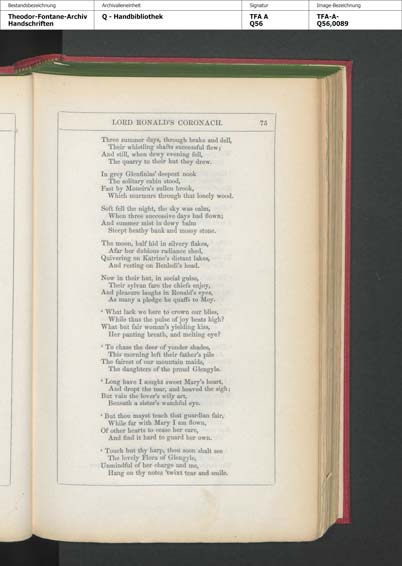 Bestandsbezeichnung
Theodor-Fontane-Archiv
Handschriften
Archivalieneinheit
Q - Handbibliothek
Signatur
TFA A
Q56
Image-Bezeichnung
TFA-A-
Q56,0089
LORD RONALD'S CORONACH. 75
Three summer days, through brake and dell,
Their whistling shafts successful flew;
And still, when dewy evening fell,
The quarry to their hut they drew.
In grey Glenfinlas' deepest nook
The solitary cabin stood,
Fast by Moneira's sullen brook,
Which murmurs through that lonely wood.
Soft fell the night, the sky was calm,
When three successive days had flown;
And summer mist in dewy balm
Steept heathy bank and mossy stone.
The moon, half hid in silvery flakes,
Afar her dubious radiance shed,
Quivering on Katrine's distant lakes,
And resting on Benledi's head.
Now in their hut, in social guise,
Their sylvan fare the chiefs enjoy,
And pleasure laughs in Ronald's eyes,
As many a pledge he quaffs to Moy.
‘ What lack we here to crown our bliss,
While thus the pulse of joy beats high?
What but fair woman's yielding kiss,
Her panting breath, and melting eye?
‘ To chase the deer of yonder shades,
This morning left their father's pile
The fairest of our mountain maids,
The daughters of the proud Glengyle.
‘ Long have I sought sweet Mary's heart,
And dropt the tear, and heaved the sigh;
But vain the lover's wily art,
Beneath a sister's watchful eye.
‘ But thou mayst teach that guardian fair,
While far with Mary I am flown,
Of other hearts to cease her care,
And find it hard to guard her own.
‘ Touch but thy harp, thou soon shalt see
The lovely Flora of Glengyle,
Unmindful of her charge and me,
Hang on thy notes 'twixt tear and smile.